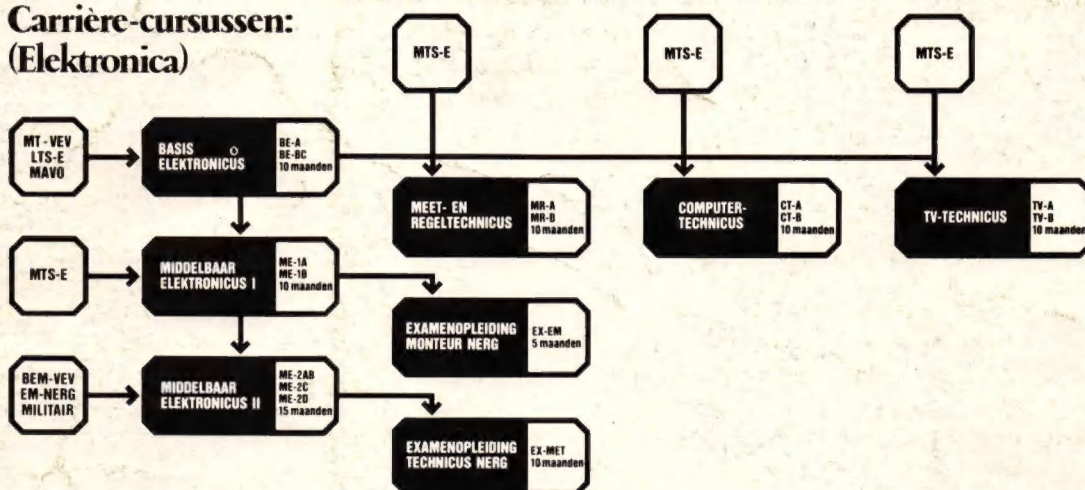 Carrière-cursussen:
(Elektronica)
MTS-E
MTS-E
MTS-E
MT-VEV
LTS-E
MAVO
BASIS
ELEKTRONICUS
BE-A
BE-BC
10 maanden
MEET- EN
REGELTECHNICUS
MR-A
MR-B
10 maanden
COMPUTER-
TECHNICUS
CT-A
CT-B
10 maanden
TV-TECHNICUS
TV-A
TV-B
10 maanden
MTS-E
MIDDELBAAR
ELEKTRONICUS I
ME-1A
ME-1B
10 maanden
EXAMENOPLEIDING
MONTEUR NERG
EX-EM
5 maanden
BEM-VEV
EM-NERG
MILITAIR
MIDDELBAAR
ELEKTRONICUS II
ME-2AB
ME-2C
ME-2D
15 maanden
EXAMENOPLEIDING
TECHNICUS NERG
EX-MET
10 maanden